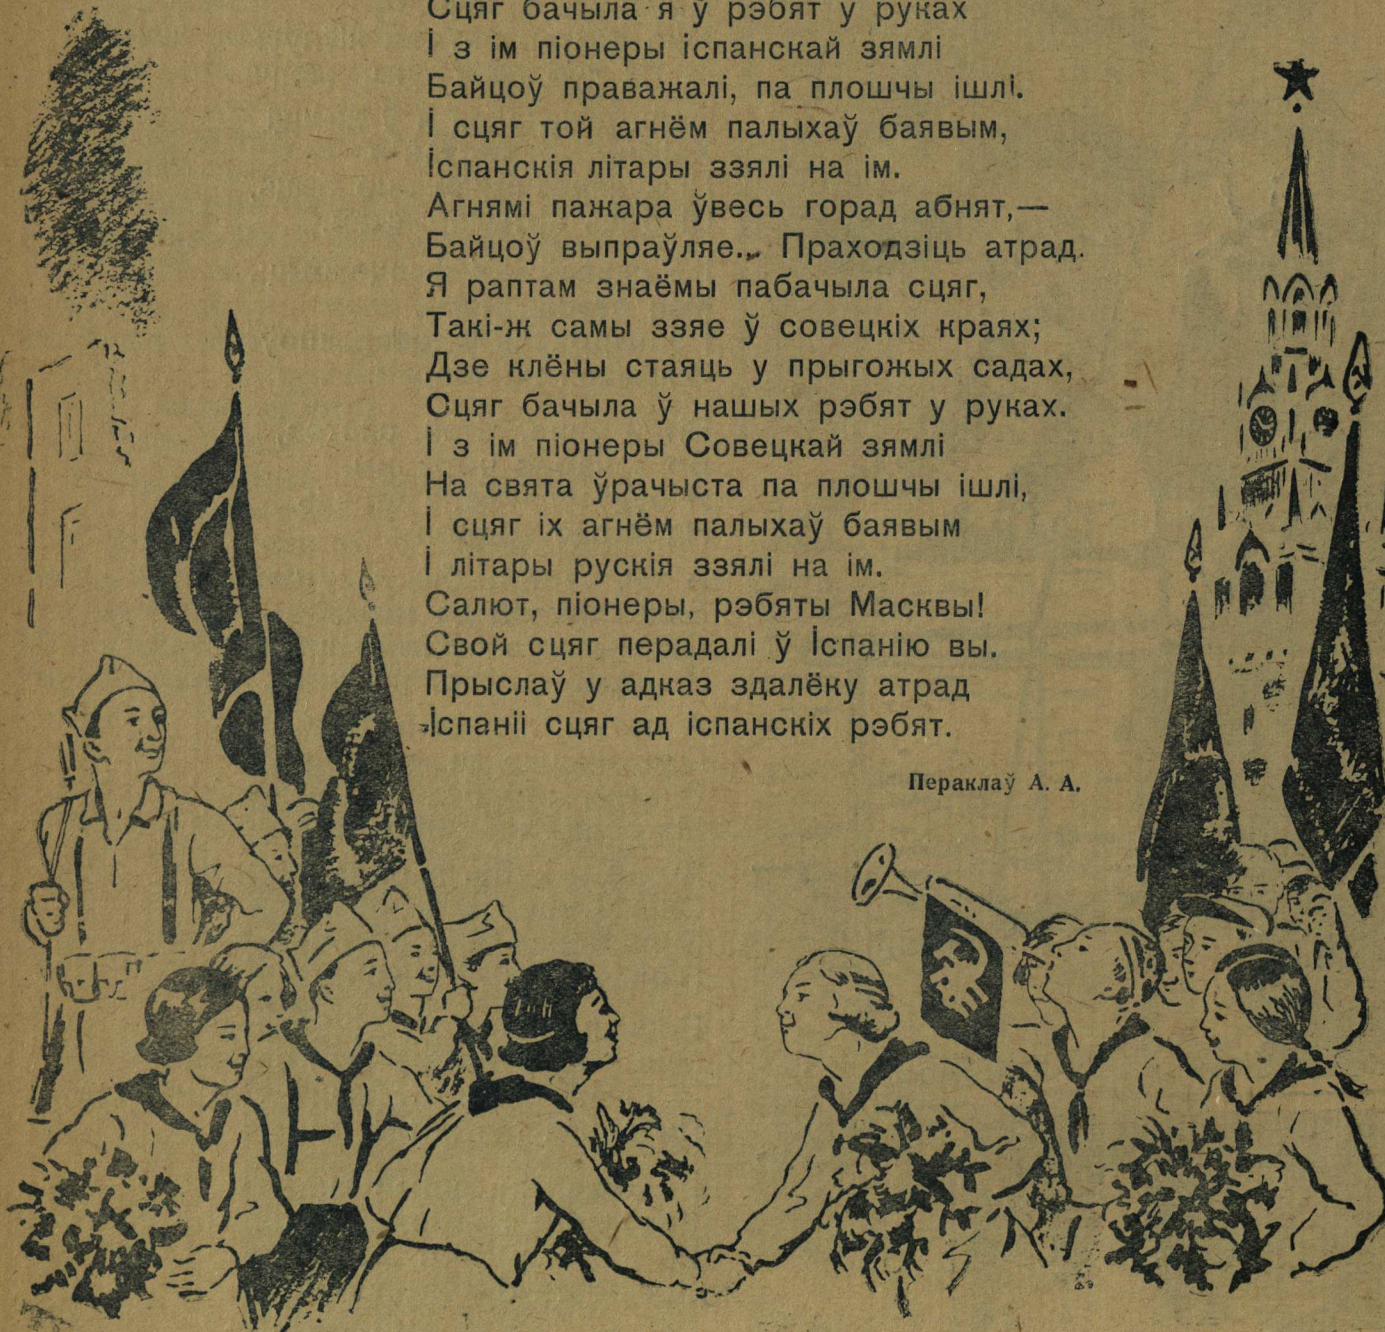 Сцяг бачыла я ў рэбят у руках
І з ім піонеры іспанскай зямлі
Байцоў праважалі, па плошчы ішлі.
І сцяг той агнём палыхаў баявым,
Іспанскія літары ззялі на ім.
Агнямі пажара ўвесь горад абнят,—
Байцоў выпраўляе... Праходзіць атрад.
Я раптам знаёмы пабачыла сцяг,
Такі-ж самы ззяе ў совецкіх краях;
Дзе клёны стаяць у прыгожых садах,
Сцяг бачыла ў нашых рэбят у руках.
І з ім піонеры Совецкай зямлі
На свята ўрачыста па плошчы ішлі,
І сцяг іх агнём палыхаў баявым
І літары рускія ззялі на ім.
Салют, піонеры, рэбяты Масквы!
Свой сцяг перадалі ў Іспанію вы.
Прыслаў у адказ здалёку атрад
Іспаніі сцяг ад іспанскіх рэбят.
Пераклаў А. А.